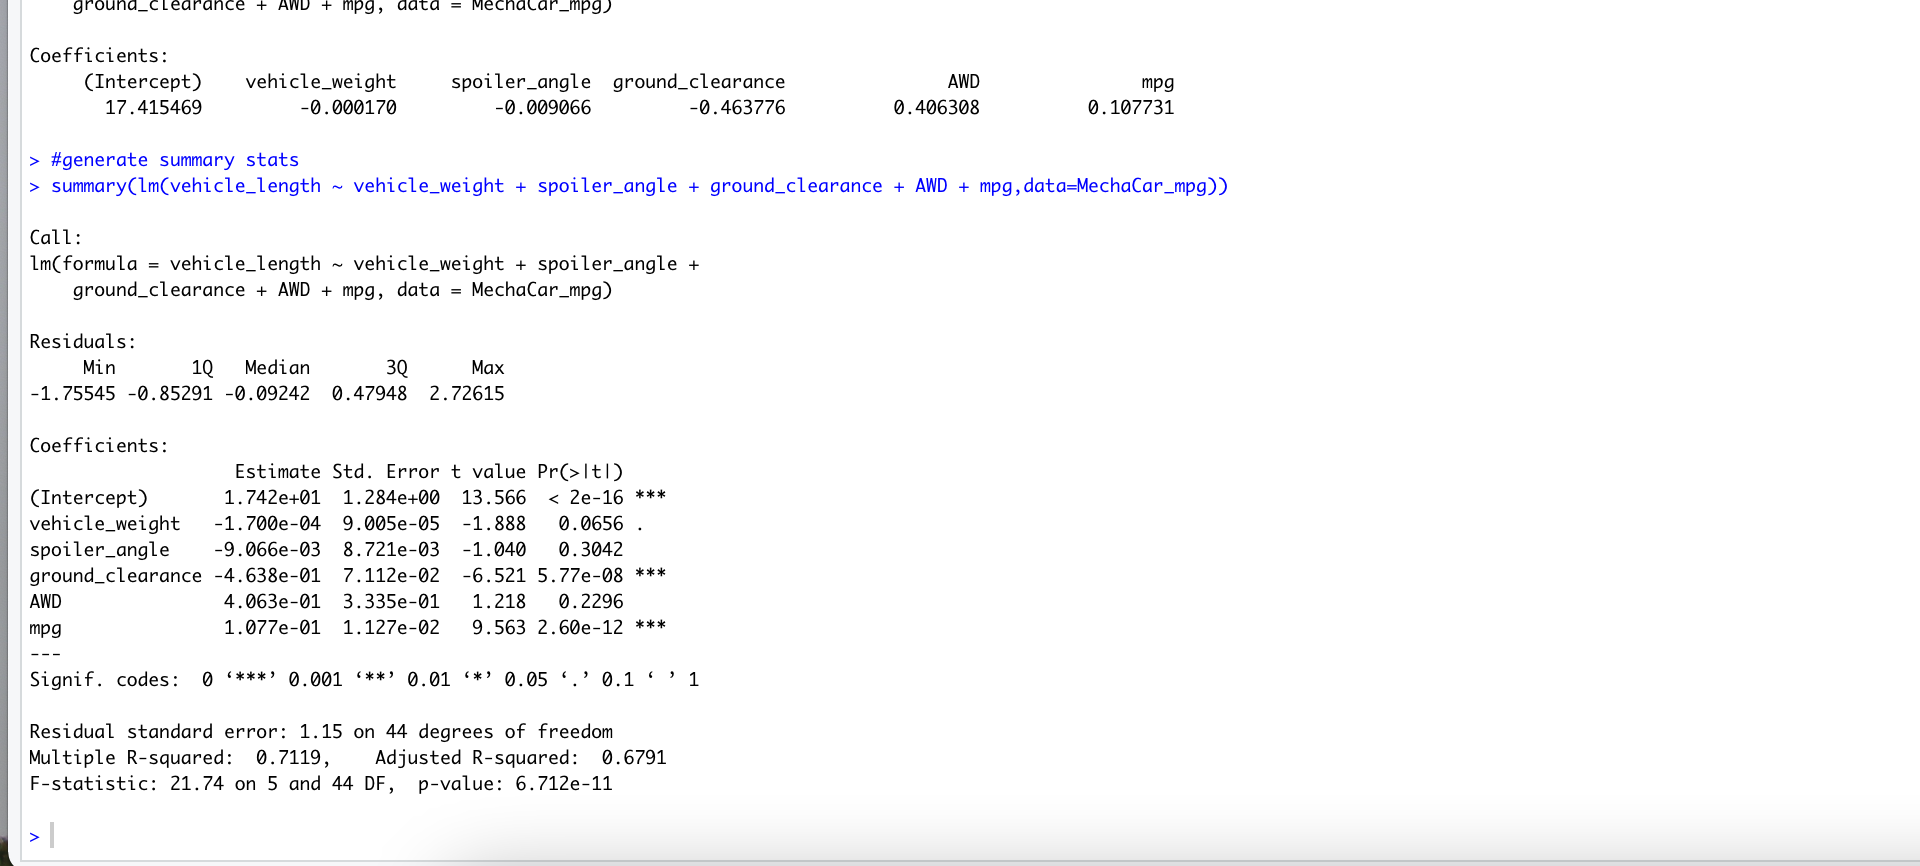 ground_clearance + AWD + mpg, data = MechaCar_mpg)
Coefficients:
(Intercept) vehicle_weight spoiler_angle ground_clearance AWD mpg
17.415469 -0.000170 -0.009066 -0.463776 0.406308 0.107731
> #generate summary stats
> summary(lm(vehicle_length ~ vehicle_weight + spoiler_angle + ground_clearance + AWD + mpg,data=MechaCar_mpg))
Call:
lm(formula = vehicle_length ~ vehicle_weight + spoiler_angle +
ground_clearance + AWD + mpg, data = MechaCar_mpg)
Residuals:
Min 1Q Median 3Q Max
-1.75545 -0.85291 -0.09242 0.47948 2.72615
Coefficients:
Estimate Std. Error t value Pr(>|t|)
(Intercept) 1.742e+01 1.284e+00 13.566 < 2e-16 ***
vehicle_weight -1.700e-04 9.005e-05 -1.888 0.0656 .
spoiler_angle -9.066e-03 8.721e-03 -1.040 0.3042
ground_clearance -4.638e-01 7.112e-02 -6.521 5.77e-08 ***
AWD 4.063e-01 3.335e-01 1.218 0.2296
mpg 1.077e-01 1.127e-02 9.563 2.60e-12 ***
---
Signif. codes: 0 ‘***’ 0.001 ‘**’ 0.01 ‘*’ 0.05 ‘.’ 0.1 ‘ ’ 1
Residual standard error: 1.15 on 44 degrees of freedom
Multiple R-squared: 0.7119, Adjusted R-squared: 0.6791
F-statistic: 21.74 on 5 and 44 DF, p-value: 6.712e-11
>